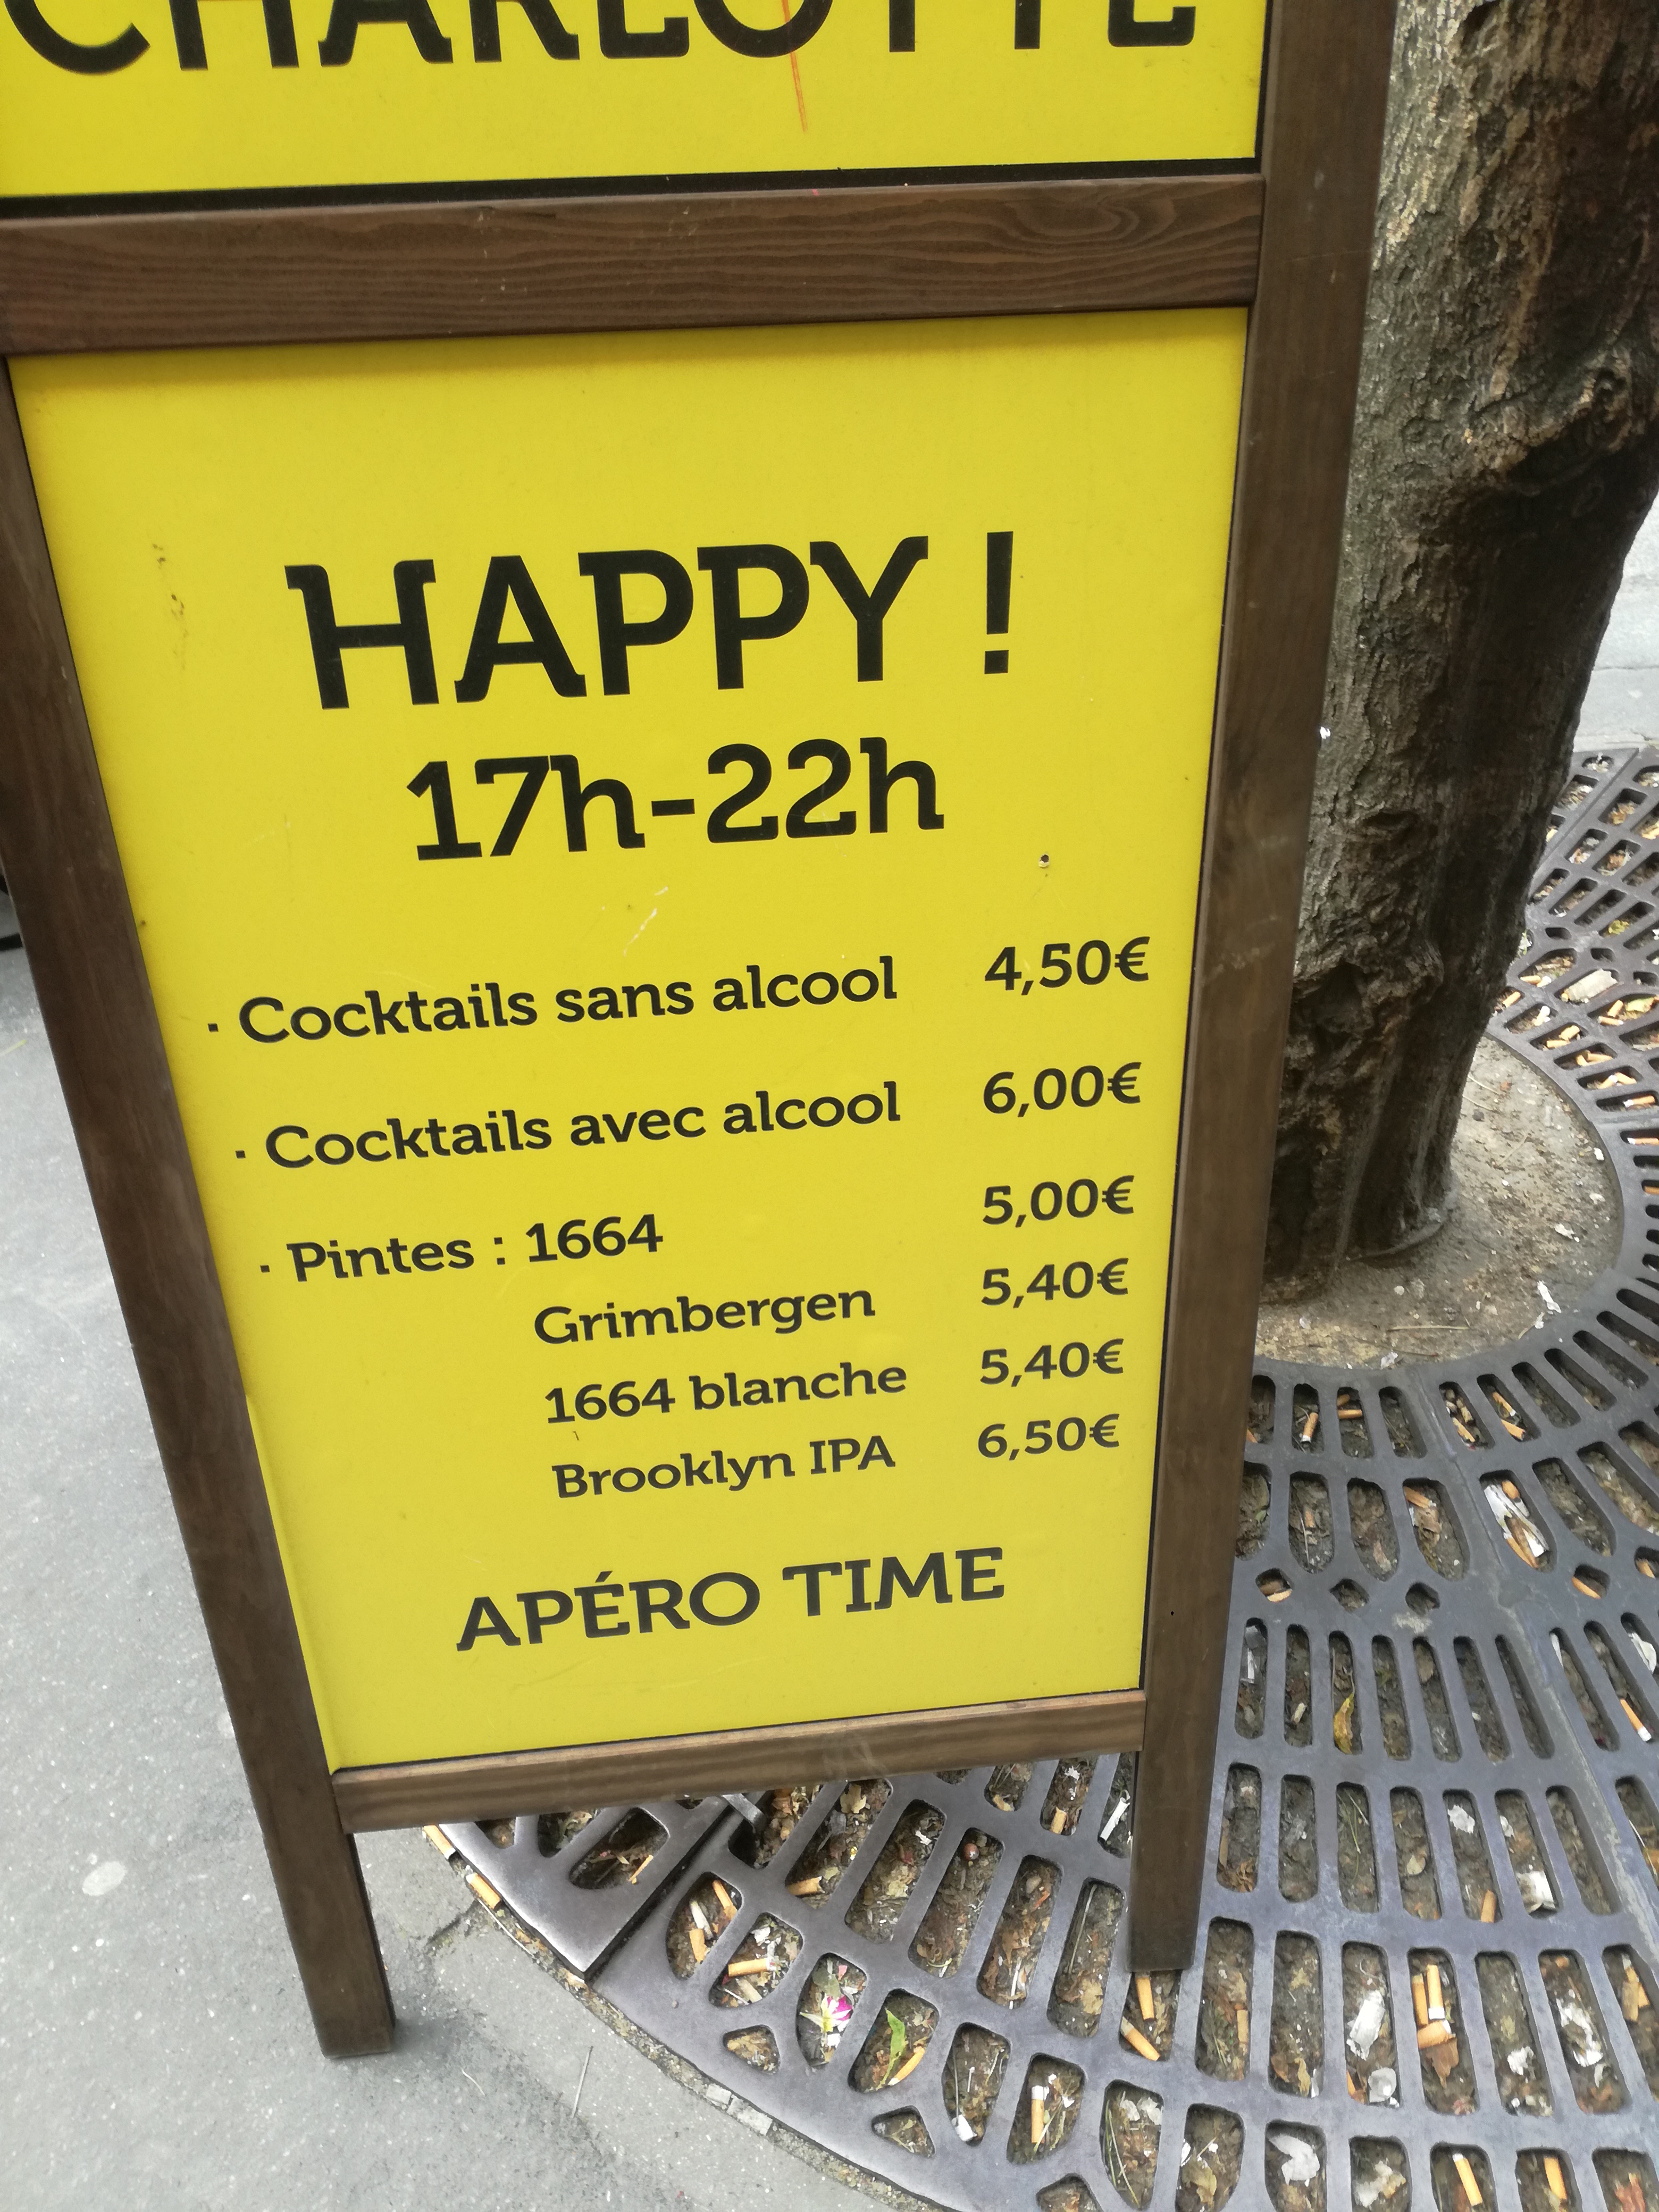 CHARLOTTE
HAPPY !
17h-22h
· Cocktails sans alcool 4,50€
· Cocktails avec alcool 6,00€
· Pintes : 1664 5,00€
Grimbergen 5,40€
1664 blanche 5,40€
Brooklyn IPA 6,50€
APÉRO TIME